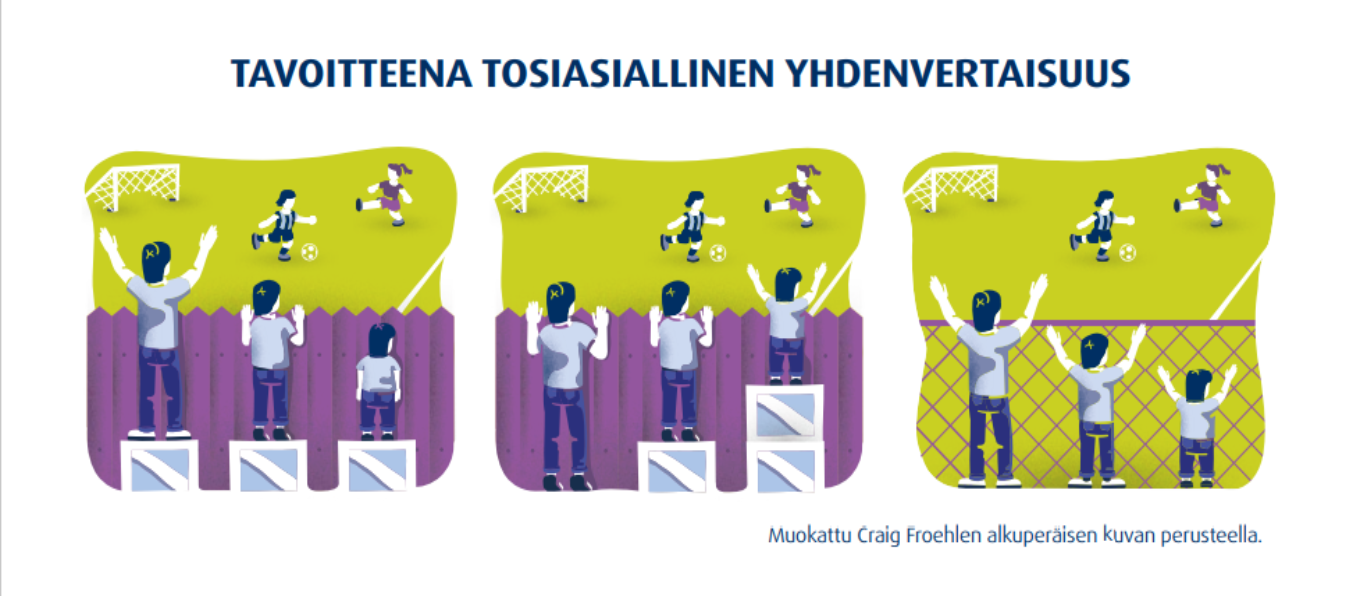 TAVOITTEENA TOSIASIALLINEN YHDENVERTAISUUS
Muokattu Craig Froehlen alkuperäisen kuvan perusteella.